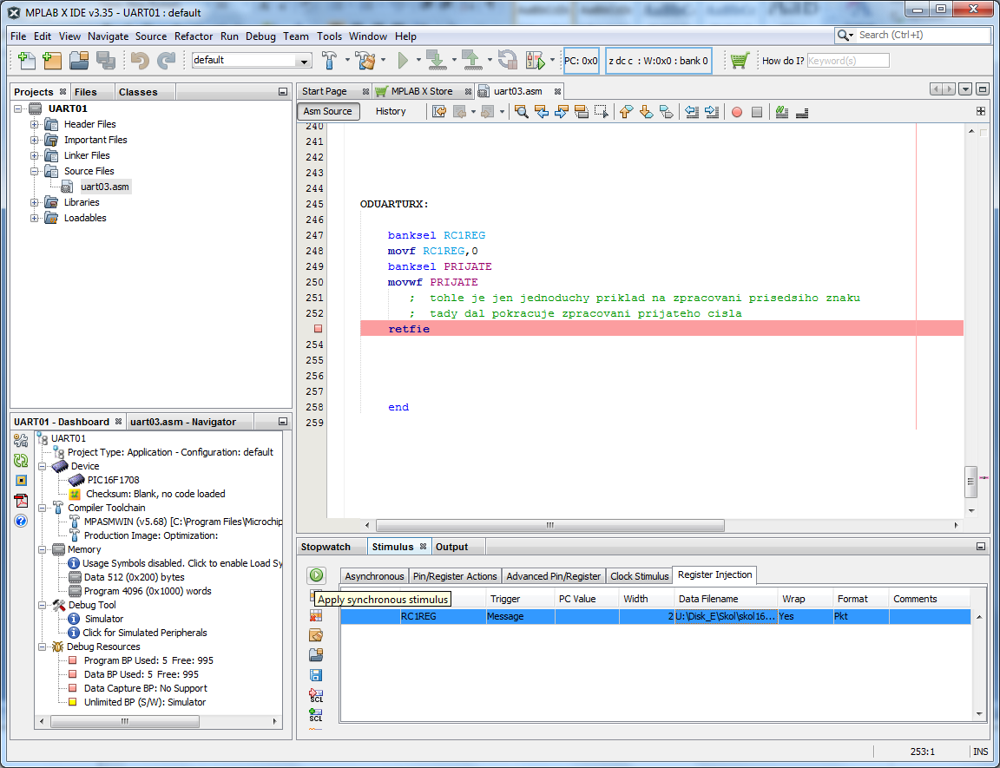 MPLAB X IDE v3.35 - UART01 : default
File Edit View Navigate Source Refactor Run Debug Team Tools Window Help
Search (Ctrl+I)
default
PC: 0x0
z dc c : W:0x0 : bank 0
How do I?
Keyword(s)
Projects
Files
Classes
UART01
Header Files
Important Files
Linker Files
Source Files
uart03.asm
Libraries
Loadables
Start Page
MPLAB X Store
uart03.asm
Asm Source
History
240
241
242
243
244
245 ODUARTURX:
246
247 banksel RC1REG
248 movf RC1REG,0
249 banksel PRIJATE
250 movwf PRIJATE
251 ; tohle je jen jednoduchy priklad na zpracovani prisedsiho znaku
252 ; tady dal pokracuje zpracovani prijateho cisla
retfie
254
255
256
257
258 end
259
UART01 - Dashboard
uart03.asm - Navigator
UART01
Project Type: Application - Configuration: default
Device
PIC16F1708
Checksum: Blank, no code loaded
Compiler Toolchain
MPASMWIN (v5.68) [C:\Program Files\Microchip
Production Image: Optimization:
Memory
Usage Symbols disabled. Click to enable Load Sy
Data 512 (0x200) bytes
Program 4096 (0x1000) words
Debug Tool
Simulator
Click for Simulated Peripherals
Debug Resources
Program BP Used: 5 Free: 995
Data BP Used: 5 Free: 995
Data Capture BP: No Support
Unlimited BP (S/W): Simulator
Stopwatch
Stimulus
Output
Asynchronous
Pin/Register Actions
Advanced Pin/Register
Clock Stimulus
Register Injection
Apply synchronous stimulus
Trigger
PC Value
Width
Data Filename
Wrap
Format
Comments
RC1REG
Message
2
U:\Disk_E\Skol\skol16...
Yes
Pkt
SCL
SCL
253:1
INS